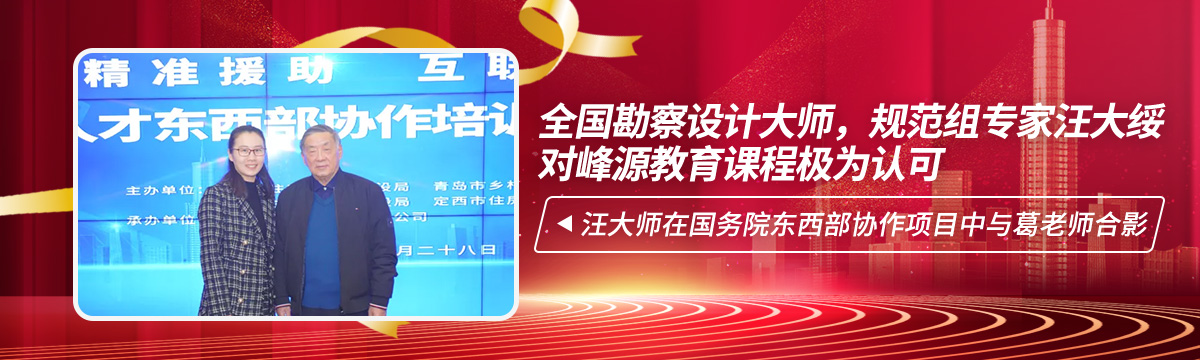 精准援助 互联
人才东西部协作培训
主办单位：
设局 青岛市乡村
设局 定西市住房
承办单位：
公司
月二十八日
全国勘察设计大师，规范组专家汪大绥
对峰源教育课程极为认可
汪大师在国务院东西部协作项目中与葛老师合影